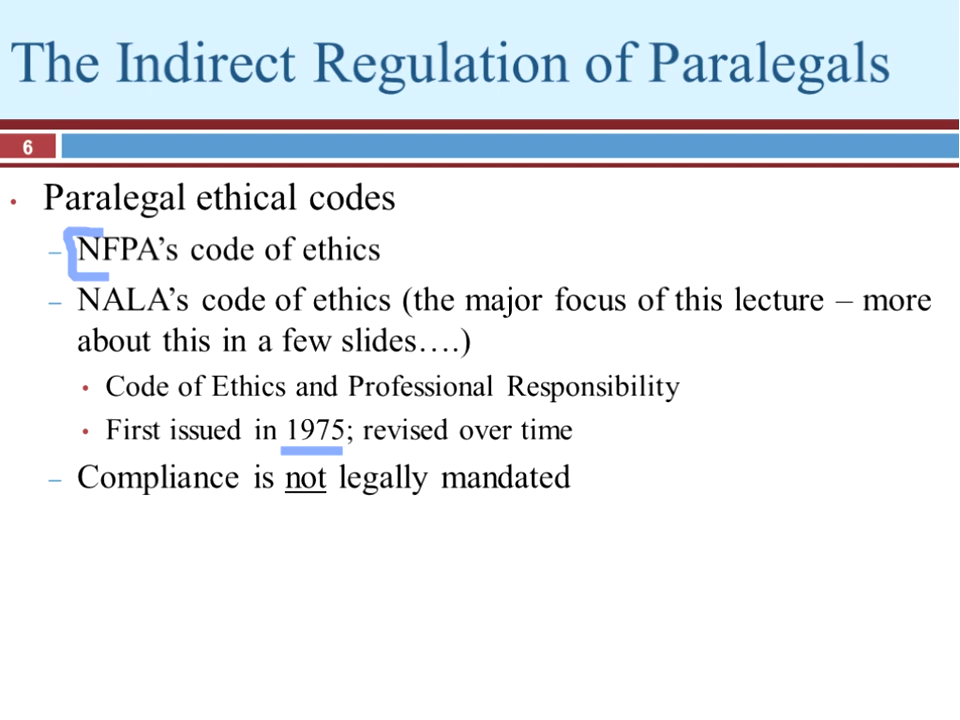 The Indirect Regulation of Paralegals
6
• Paralegal ethical codes
– NFPA’s code of ethics
– NALA’s code of ethics (the major focus of this lecture – more
about this in a few slides….)
• Code of Ethics and Professional Responsibility
• First issued in 1975; revised over time
– Compliance is not legally mandated